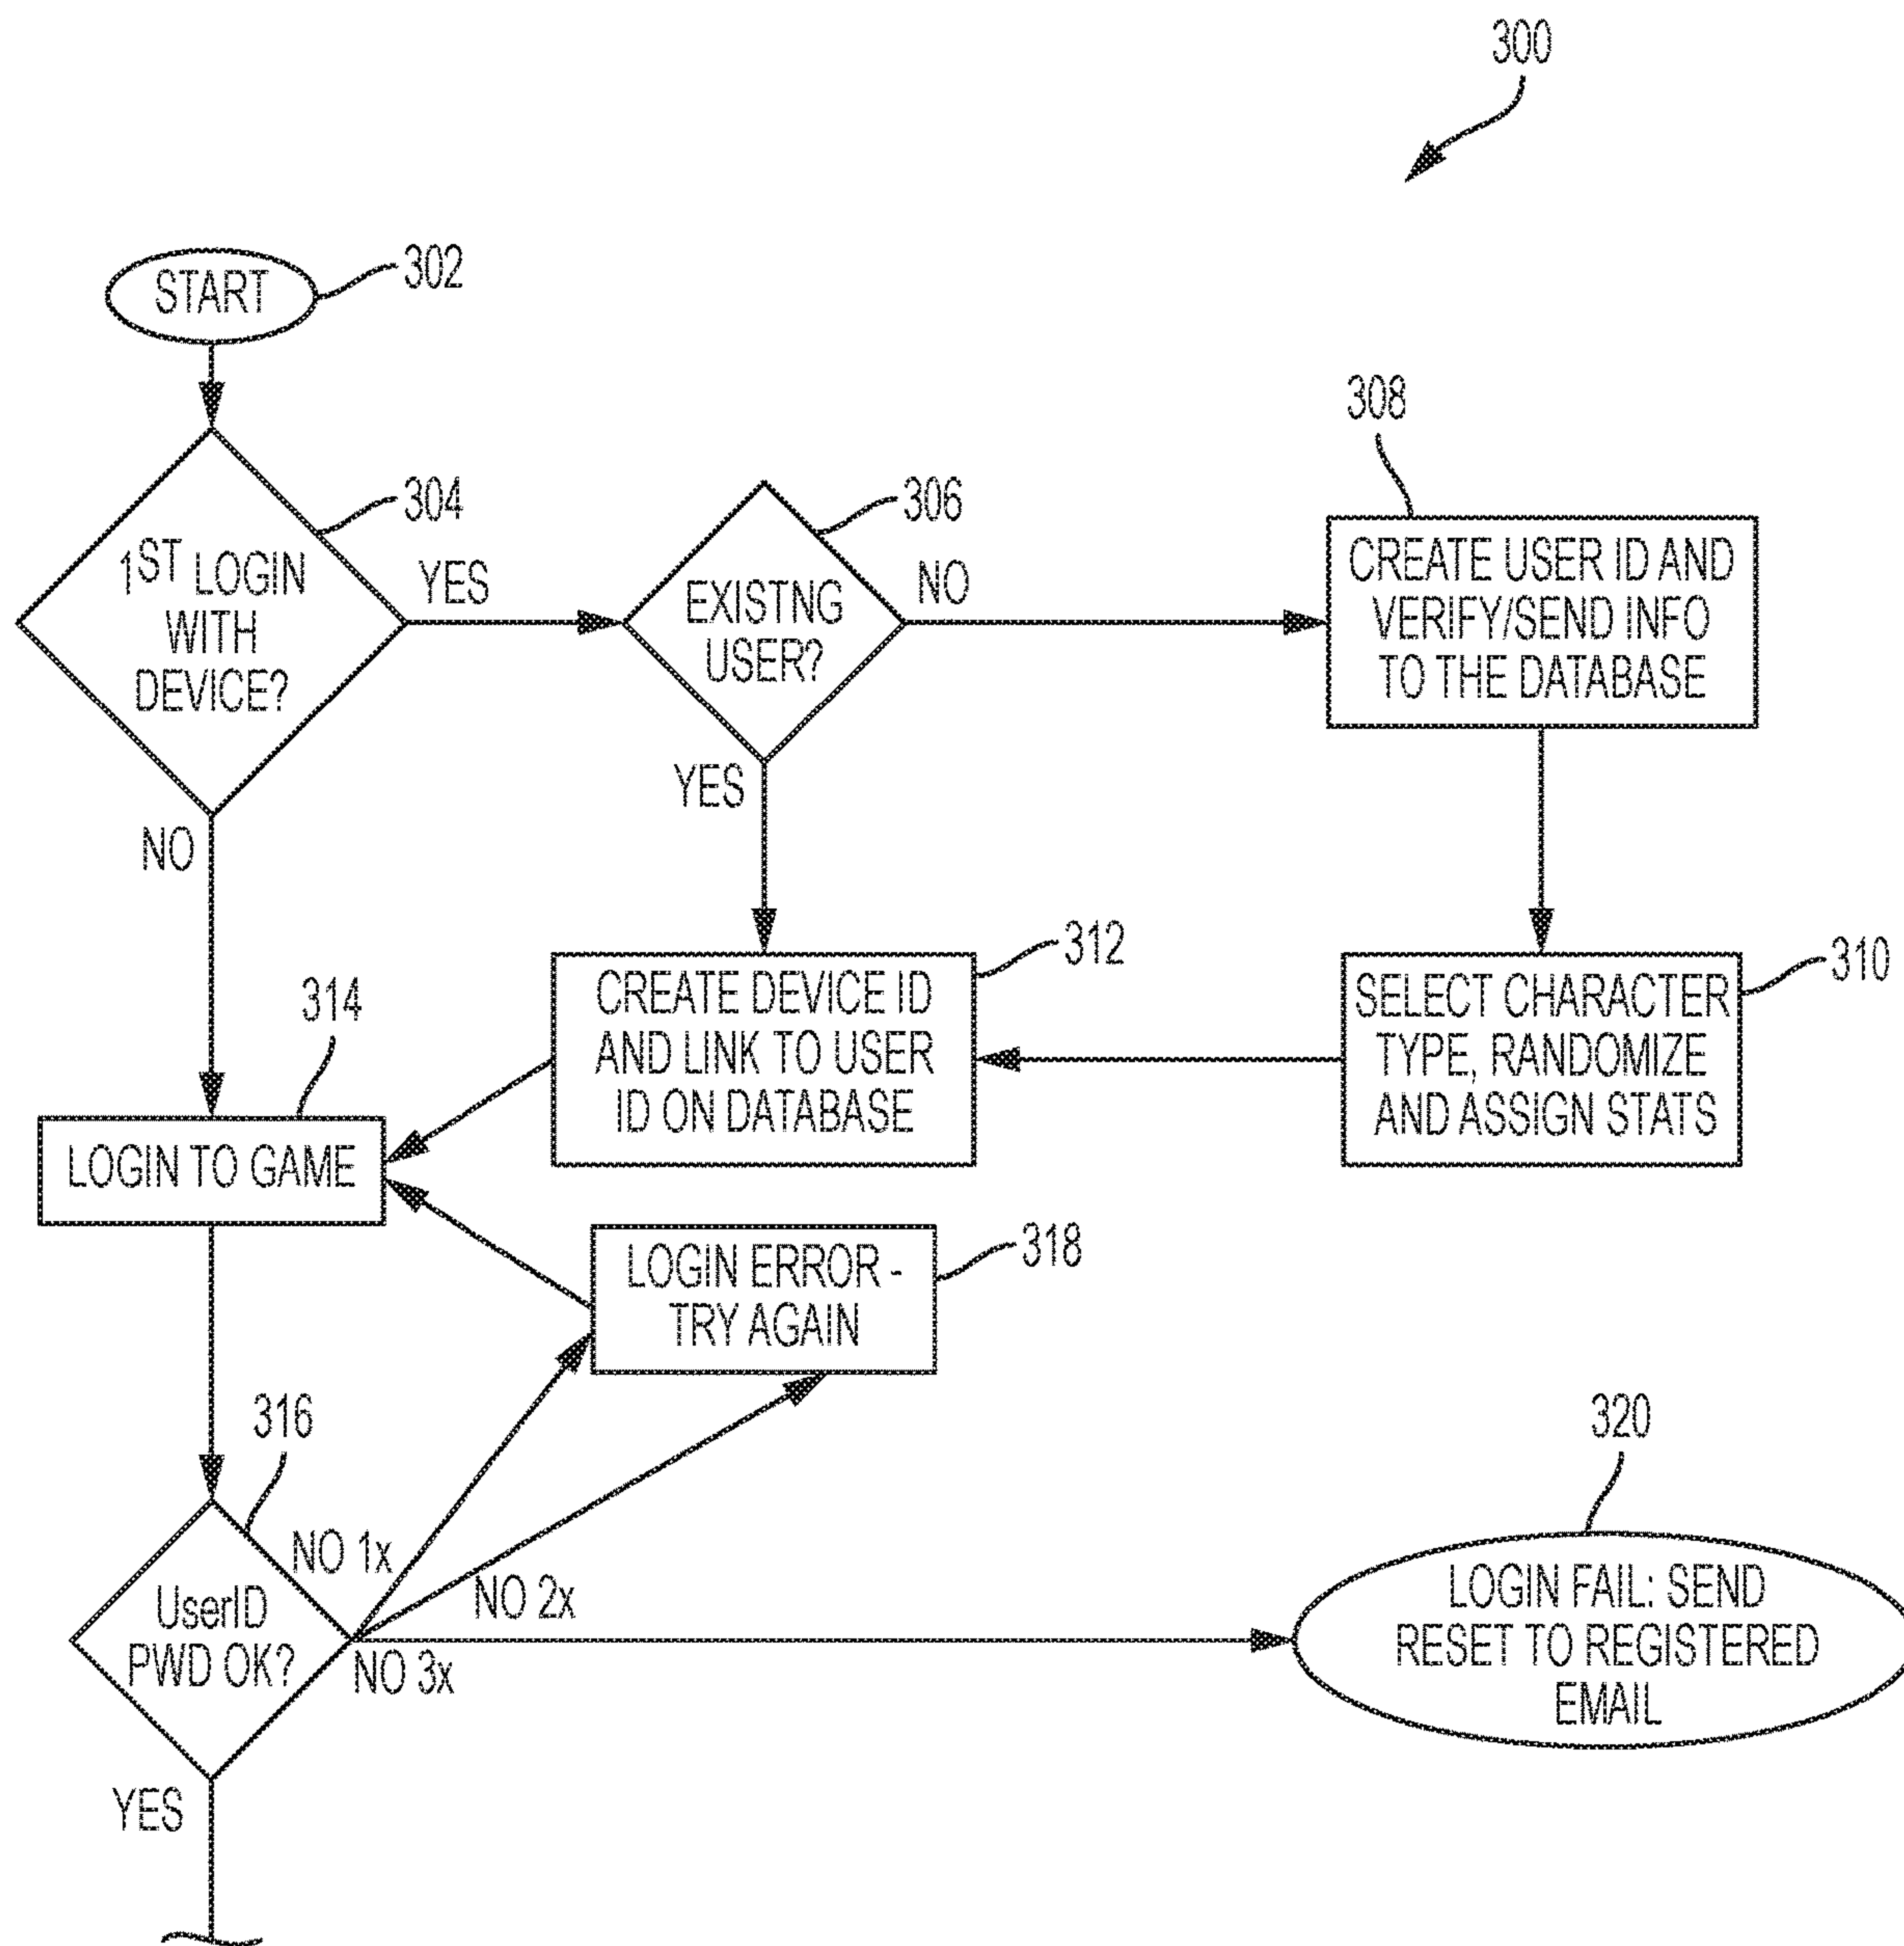 300
START
302
304
1ST LOGIN
WITH
DEVICE?
YES
NO
306
EXISTNG
USER?
NO
YES
308
CREATE USER ID AND
VERIFY/SEND INFO
TO THE DATABASE
312
CREATE DEVICE ID
AND LINK TO USER
ID ON DATABASE
310
SELECT CHARACTER
TYPE, RANDOMIZE
AND ASSIGN STATS
314
LOGIN TO GAME
318
LOGIN ERROR -
TRY AGAIN
316
UserID
PWD OK?
NO 1x
NO 2x
NO 3x
YES
320
LOGIN FAIL: SEND
RESET TO REGISTERED
EMAIL